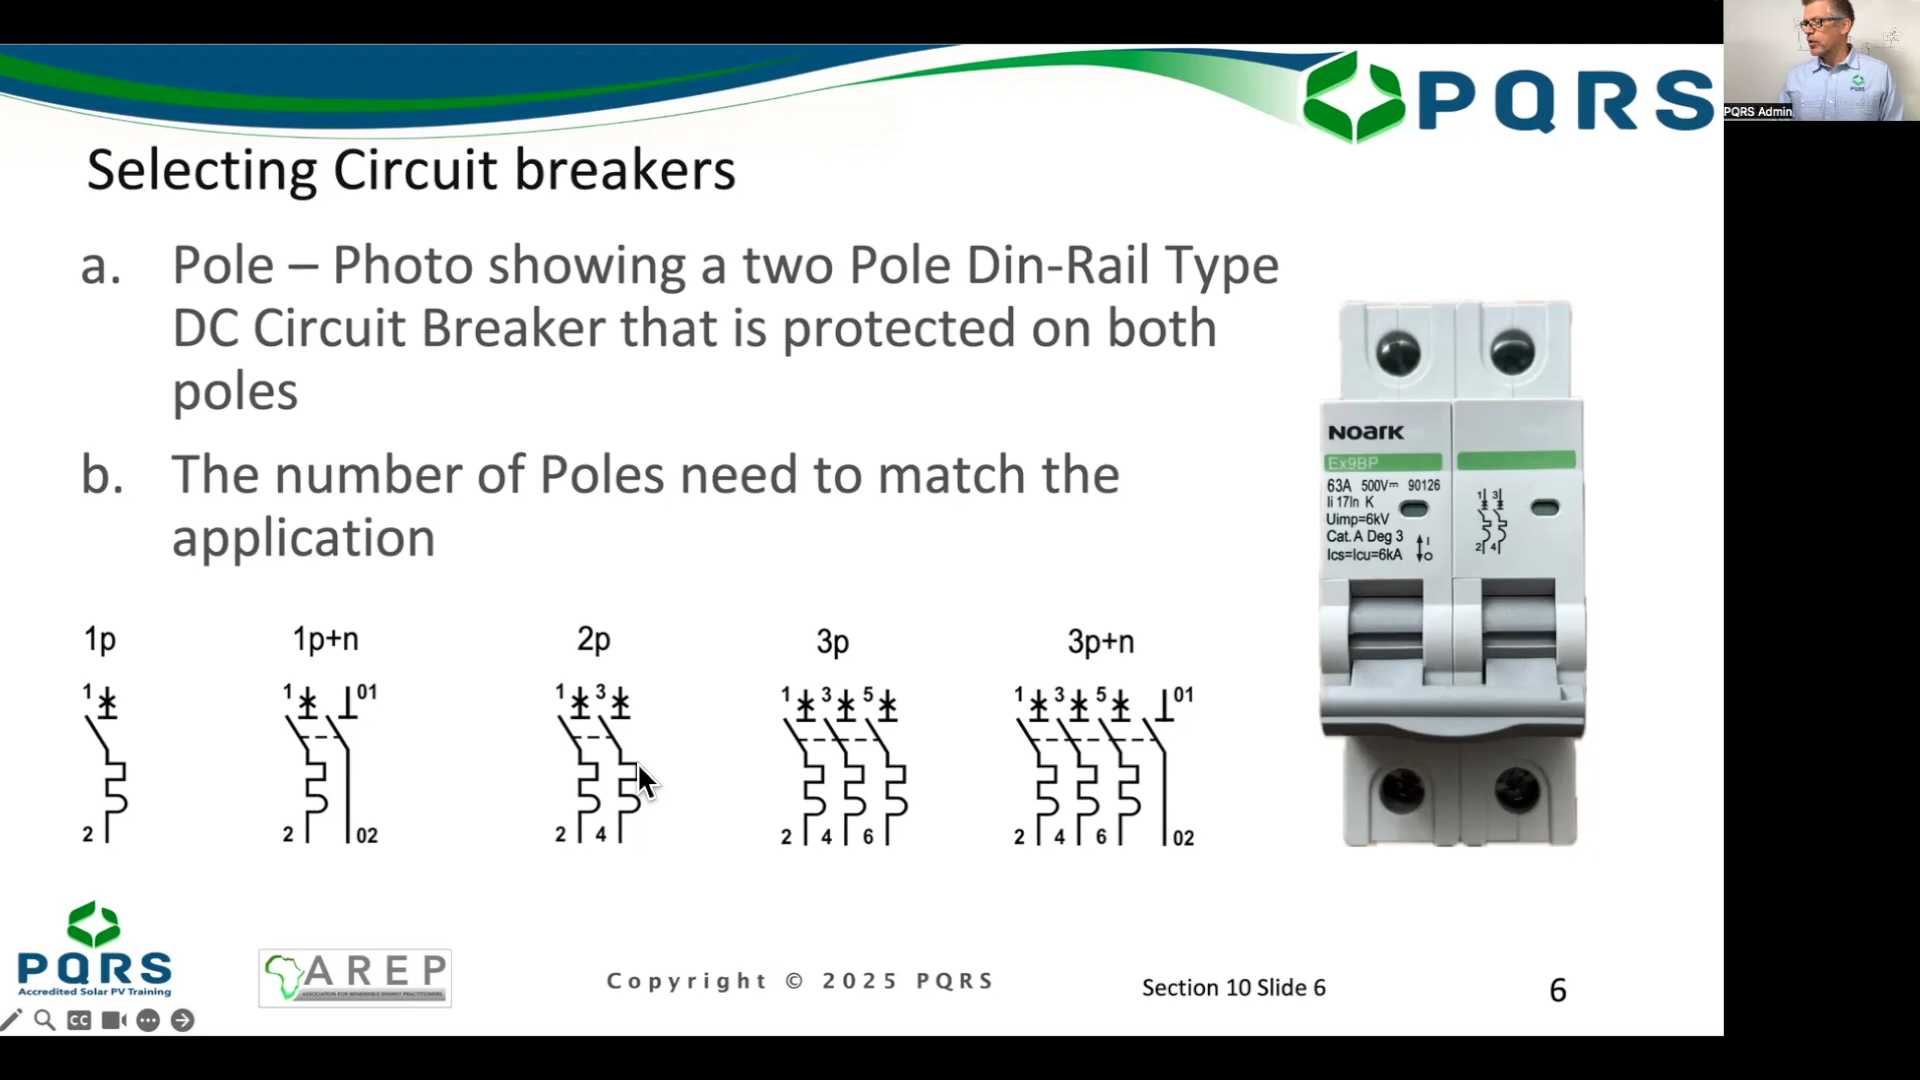 PQRS
PQRS Admin
Selecting Circuit breakers
a. Pole – Photo showing a two Pole Din-Rail Type
DC Circuit Breaker that is protected on both
poles
b. The number of Poles need to match the
application
NOARK
Ex9BP
63A 500V⎓ 90126
Ii 17In K
Uimp=6kV
Cat.A Deg 3
Ics=Icu=6kA
I
O
1 3
2 4
1p 1p+n 2p 3p 3p+n
1 1 01 1 3 1 3 5 1 3 5 01
2 2 02 2 4 2 4 6 2 4 6 02
PQRS
Accredited Solar PV Training
AREP
ASSOCIATION FOR RENEWABLE ENERGY PRACTITIONERS
Copyright © 2025 PQRS
Section 10 Slide 6
6
CC